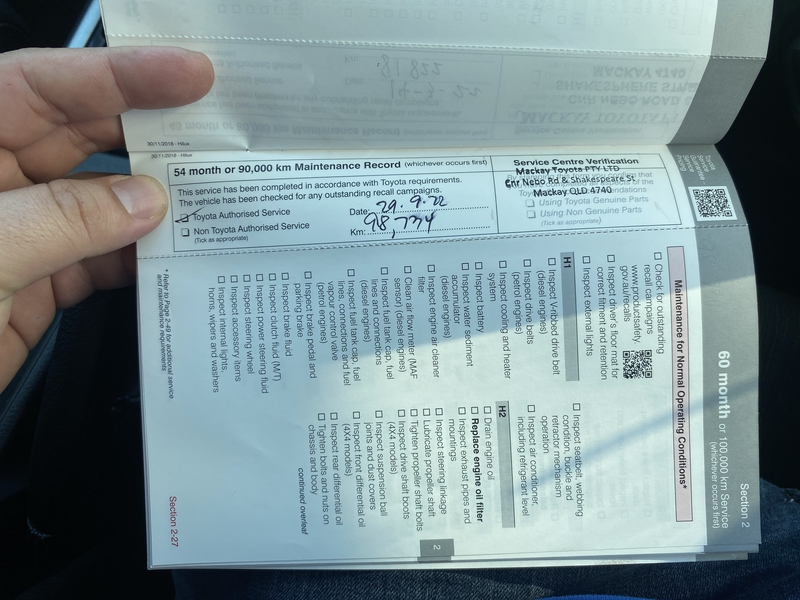 30/11/2018 - Hilux
30/11/2018 - Hilux
54 month or 90,000 km Maintenance Record (whichever occurs first)
This service has been completed in accordance with Toyota requirements.
The vehicle has been checked for any outstanding recall campaigns.
Toyota Authorised Service
Non Toyota Authorised Service
(Tick as appropriate)
Date: 29.9.22
Km: 98,734
Service Centre Verification
Mackay Toyota PTY LTD
Cnr Nebo Rd & Shakespeare St
Mackay QLD 4740
Using Toyota Genuine Parts
Using Non Genuine Parts
(Tick as appropriate)
Toyota
Service
Pricing
Section 2
60 month or 100,000 km Service
(whichever occurs first)
Maintenance for Normal Operating Conditions*
Check for outstanding
recall campaigns
www.productsafety.
gov.au/recalls
Inspect driver's floor mat for
correct fitment and retention
Inspect external lights
H1
Inspect V-ribbed drive belt
(diesel engines)
Inspect drive belts
(petrol engines)
Inspect cooling and heater
system
Inspect battery
Inspect water sediment
accumulator
(diesel engines)
Inspect engine air cleaner
filter
Clean air flow meter (MAF
sensor) (diesel engines)
Inspect fuel tank cap, fuel
lines and connections
(diesel engines)
Inspect fuel tank cap, fuel
lines, connections and fuel
vapour control valve
(petrol engines)
Inspect brake pedal and
parking brake
Inspect brake fluid
Inspect clutch fluid (M/T)
Inspect power steering fluid
Inspect steering wheel
Inspect accessory items
Inspect internal lights,
horns, wipers and washers
Inspect seatbelt, webbing
condition, buckle and
retractor mechanism
operation
Inspect air conditioner,
including refrigerant level
H2
Drain engine oil
Replace engine oil filter
Inspect exhaust pipes and
mountings
Inspect steering linkage
Lubricate propeller shaft
Tighten propeller shaft bolts
Inspect drive shaft boots
(4X4 models)
Inspect suspension ball
joints and dust covers
Inspect front differential oil
(4X4 models)
Inspect rear differential oil
Tighten bolts and nuts on
chassis and body
continued overleaf
* Refer to Page 2-49 for additional service
and maintenance requirements
2
Section 2-27